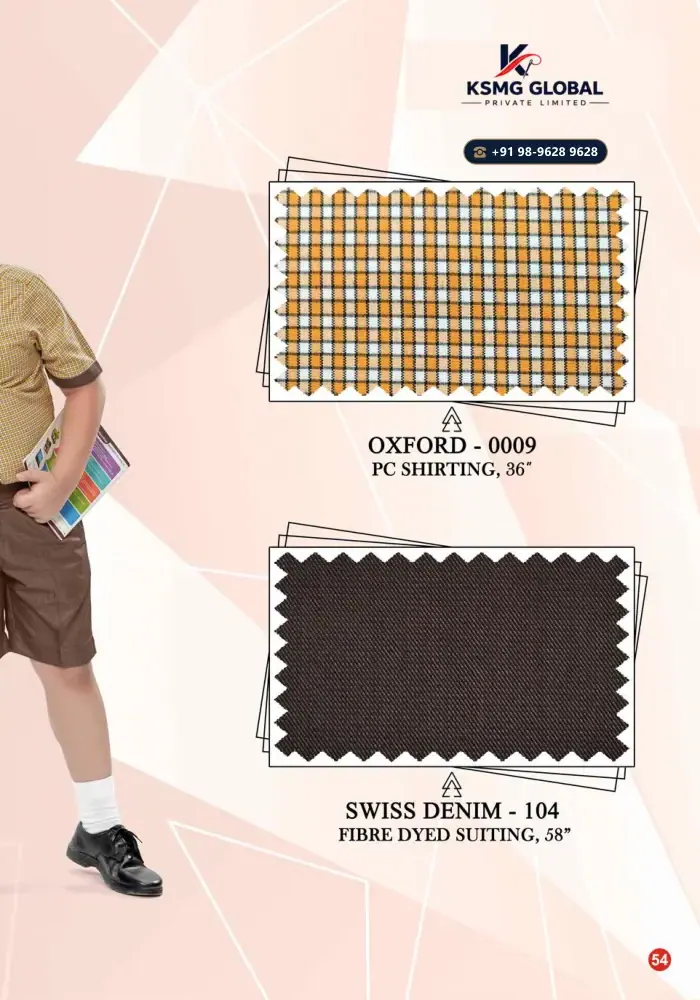 KSMG GLOBAL
PRIVATE LIMITED
+91 98-9628 9628
OXFORD - 0009
PC SHIRTING, 36"
SWISS DENIM - 104
FIBRE DYED SUITING, 58”
54